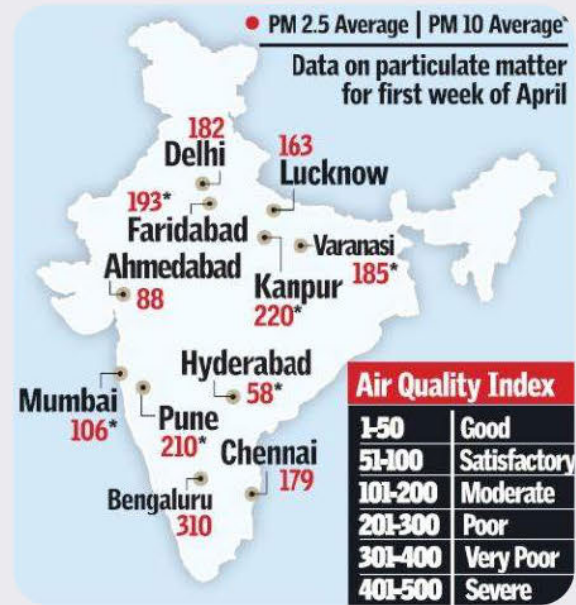 ● PM 2.5 Average | PM 10 Average*
Data on particulate matter
for first week of April
182
Delhi
163
Lucknow
193*
Faridabad
Varanasi
185*
Ahmedabad
88
Kanpur
220*
Hyderabad
58*
Mumbai
106*
Pune
210*
Chennai
179
Bengaluru
310
Air Quality Index
1-50 Good
51-100 Satisfactory
101-200 Moderate
201-300 Poor
301-400 Very Poor
401-500 Severe